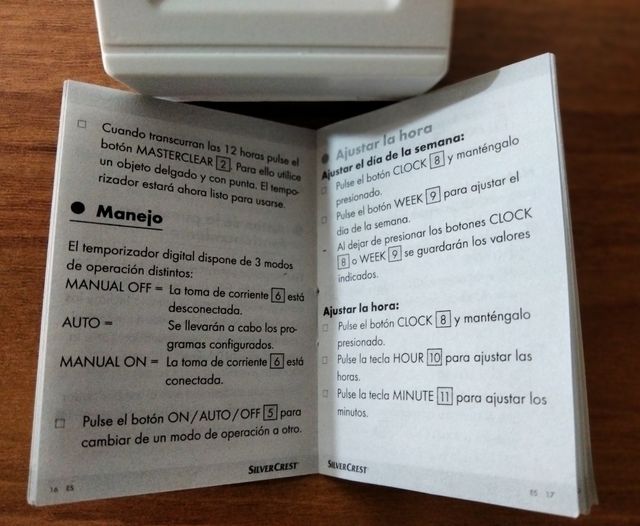 □ Cuando transcurran las 12 horas pulse el
botón MASTERCLEAR 2. Para ello utilice
un objeto delgado y con punta. El tempo-
rizador estará ahora listo para usarse.
● Manejo
El temporizador digital dispone de 3 modos
de operación distintos:
MANUAL OFF = La toma de corriente 6 está
desconectada.
AUTO = Se llevarán a cabo los pro-
gramas configurados.
MANUAL ON = La toma de corriente 6 está
conectada.
□ Pulse el botón ON/AUTO/OFF 5 para
cambiar de un modo de operación a otro.
SILVERCREST
16 ES
● Ajustar la hora
Ajustar el día de la semana:
□ Pulse el botón CLOCK 8 y manténgalo
presionado.
□ Pulse el botón WEEK 9 para ajustar el
día de la semana.
- Al dejar de presionar los botones CLOCK
8 o WEEK 9 se guardarán los valores
indicados.
Ajustar la hora:
□ Pulse el botón CLOCK 8 y manténgalo
presionado.
□ Pulse la tecla HOUR 10 para ajustar las
horas.
□ Pulse la tecla MINUTE 11 para ajustar los
minutos.
SILVERCREST
ES 17